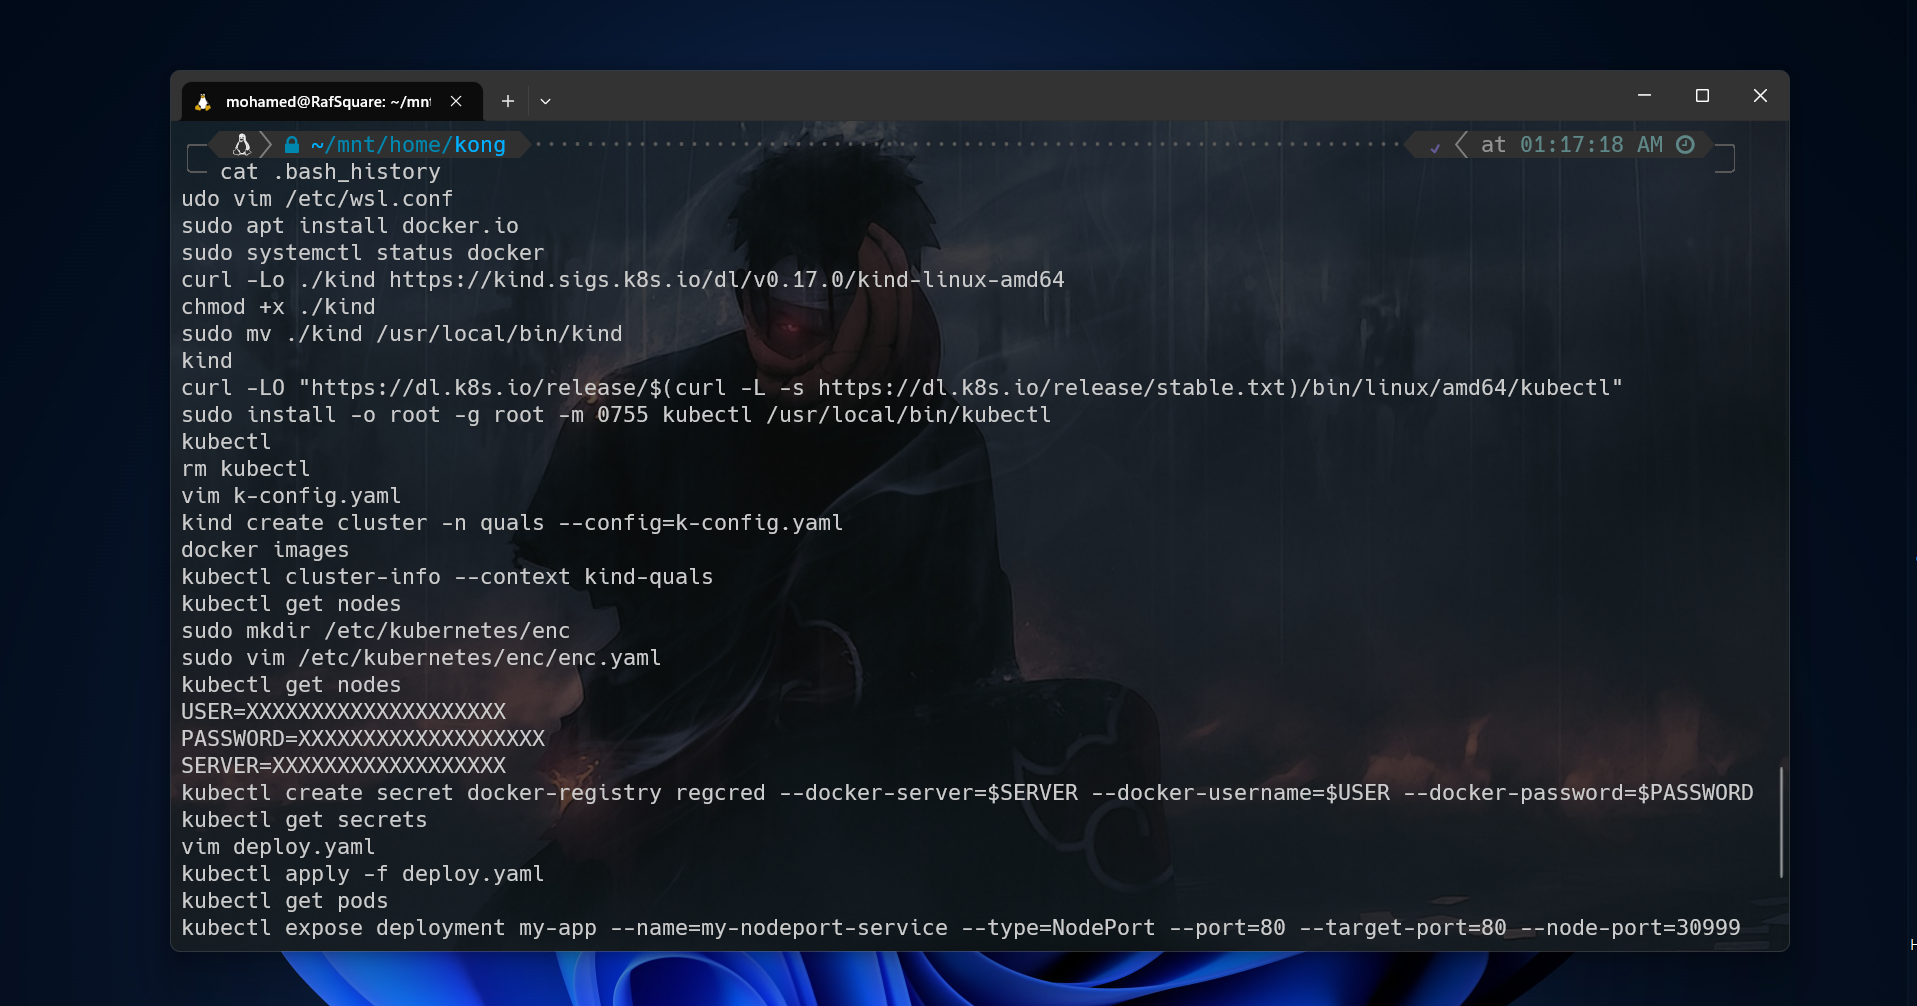 mohamed@RafSquare: ~/mnt
~/mnt/home/kong
at 01:17:18 AM
cat .bash_history
udo vim /etc/wsl.conf
sudo apt install docker.io
sudo systemctl status docker
curl -Lo ./kind https://kind.sigs.k8s.io/dl/v0.17.0/kind-linux-amd64
chmod +x ./kind
sudo mv ./kind /usr/local/bin/kind
kind
curl -LO "https://dl.k8s.io/release/$(curl -L -s https://dl.k8s.io/release/stable.txt)/bin/linux/amd64/kubectl"
sudo install -o root -g root -m 0755 kubectl /usr/local/bin/kubectl
kubectl
rm kubectl
vim k-config.yaml
kind create cluster -n quals --config=k-config.yaml
docker images
kubectl cluster-info --context kind-quals
kubectl get nodes
sudo mkdir /etc/kubernetes/enc
sudo vim /etc/kubernetes/enc/enc.yaml
kubectl get nodes
USER=XXXXXXXXXXXXXXXXXXXX
PASSWORD=XXXXXXXXXXXXXXXXXXX
SERVER=XXXXXXXXXXXXXXXXXX
kubectl create secret docker-registry regcred --docker-server=$SERVER --docker-username=$USER --docker-password=$PASSWORD
kubectl get secrets
vim deploy.yaml
kubectl apply -f deploy.yaml
kubectl get pods
kubectl expose deployment my-app --name=my-nodeport-service --type=NodePort --port=80 --target-port=80 --node-port=30999